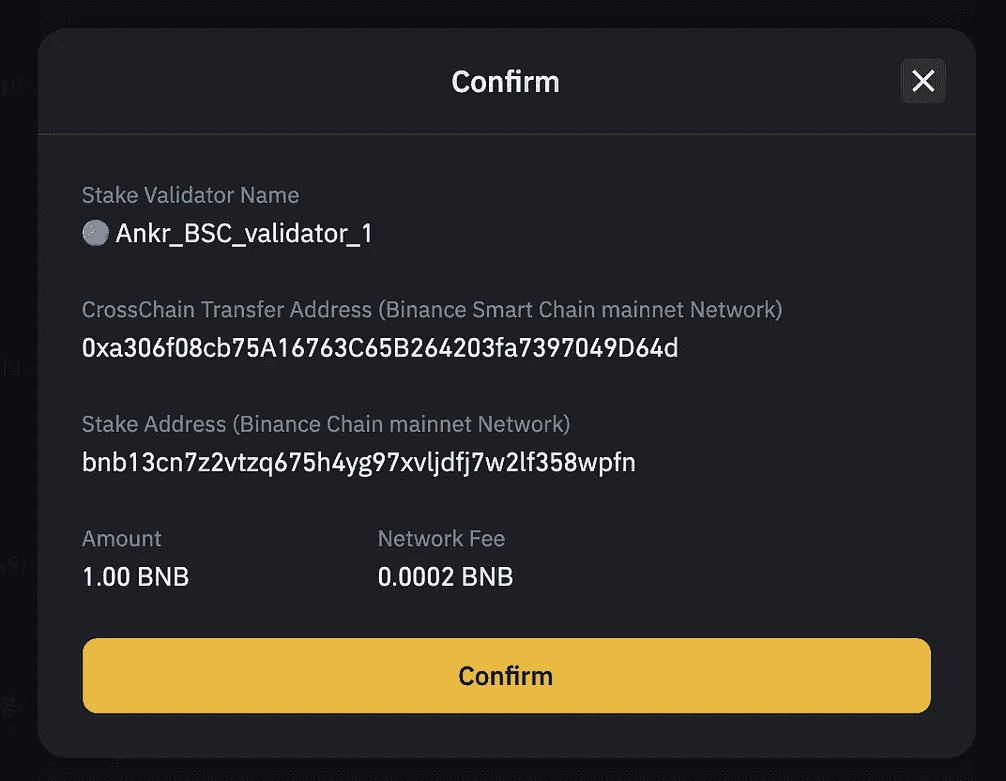 Confirm
Stake Validator Name
Ankr_BSC_validator_1
CrossChain Transfer Address (Binance Smart Chain mainnet Network)
0xa306f08cb75A16763C65B264203fa7397049D64d
Stake Address (Binance Chain mainnet Network)
bnb13cn7z2vtzq675h4yg97xvljdfj7w2lf358wpfn
Amount Network Fee
1.00 BNB 0.0002 BNB
Confirm